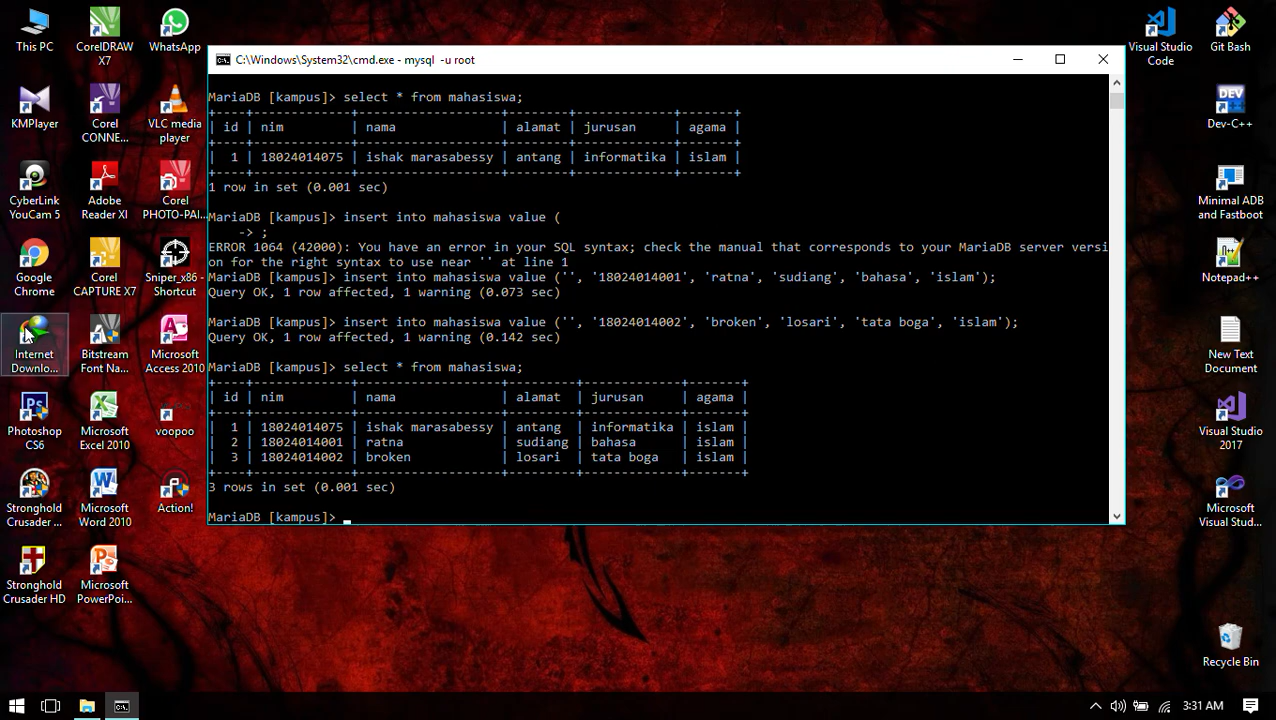 This PC
CorelDRAW X7
WhatsApp
KMPlayer
Corel CONNE...
VLC media player
CyberLink YouCam 5
Adobe Reader XI
Corel PHOTO-PAI...
Google Chrome
Corel CAPTURE X7
Sniper_x86 - Shortcut
Internet Downlo...
Bitstream Font Na...
Microsoft Access 2010
Photoshop CS6
Microsoft Excel 2010
voopoo
Stronghold Crusader ...
Microsoft Word 2010
Action!
Stronghold Crusader HD
Microsoft PowerPoi...
C:\Windows\System32\cmd.exe - mysql  -u root
MariaDB [kampus]> select * from mahasiswa;
+----+-------------+-------------------+--------+-------------+-------+
| id | nim         | nama              | alamat | jurusan     | agama |
+----+-------------+-------------------+--------+-------------+-------+
|  1 | 18024014075 | ishak marasabessy | antang | informatika | islam |
+----+-------------+-------------------+--------+-------------+-------+
1 row in set (0.001 sec)
MariaDB [kampus]> insert into mahasiswa value (
    -> ;
ERROR 1064 (42000): You have an error in your SQL syntax; check the manual that corresponds to your MariaDB server versi
on for the right syntax to use near '' at line 1
MariaDB [kampus]> insert into mahasiswa value ('', '18024014001', 'ratna', 'sudiang', 'bahasa', 'islam');
Query OK, 1 row affected, 1 warning (0.073 sec)
MariaDB [kampus]> insert into mahasiswa value ('', '18024014002', 'broken', 'losari', 'tata boga', 'islam');
Query OK, 1 row affected, 1 warning (0.142 sec)
MariaDB [kampus]> select * from mahasiswa;
+----+-------------+-------------------+---------+-------------+-------+
| id | nim         | nama              | alamat  | jurusan     | agama |
+----+-------------+-------------------+---------+-------------+-------+
|  1 | 18024014075 | ishak marasabessy | antang  | informatika | islam |
|  2 | 18024014001 | ratna             | sudiang | bahasa      | islam |
|  3 | 18024014002 | broken            | losari  | tata boga   | islam |
+----+-------------+-------------------+---------+-------------+-------+
3 rows in set (0.001 sec)
MariaDB [kampus]> _
Visual Studio Code
Git Bash
DEV
Dev-C++
Minimal ADB and Fastboot
Notepad++
New Text Document
Visual Studio 2017
Microsoft Visual Stud...
Recycle Bin
3:31 AM